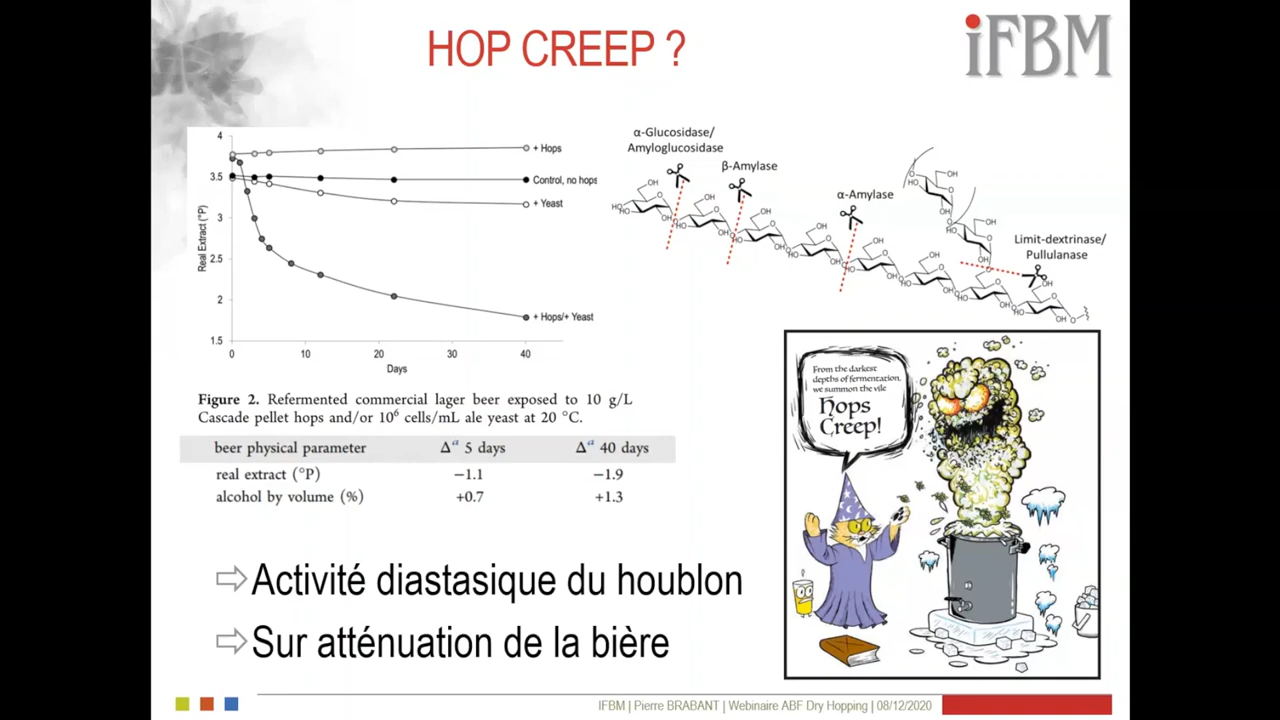 HOP CREEP ?
iFBM
4
3.5
3
2.5
2
1.5
Real Extract (°P)
0
10
20
30
40
Days
+ Hops
Control, no hops
+ Yeast
+ Hops/+ Yeast
α-Glucosidase/
Amyloglucosidase
β-Amylase
α-Amylase
Limit-dextrinase/
Pullulanase
Figure 2. Refermented commercial lager beer exposed to 10 g/L
Cascade pellet hops and/or 10⁶ cells/mL ale yeast at 20 °C.
beer physical parameter Δᵃ 5 days Δᵃ 40 days
real extract (°P) −1.1 −1.9
alcohol by volume (%) +0.7 +1.3
From the darkest
depths of fermentation,
we summon the vile
Hops
Creep!
⇨Activité diastasique du houblon
⇨Sur atténuation de la bière
IFBM | Pierre BRABANT | Webinaire ABF Dry Hopping | 08/12/2020